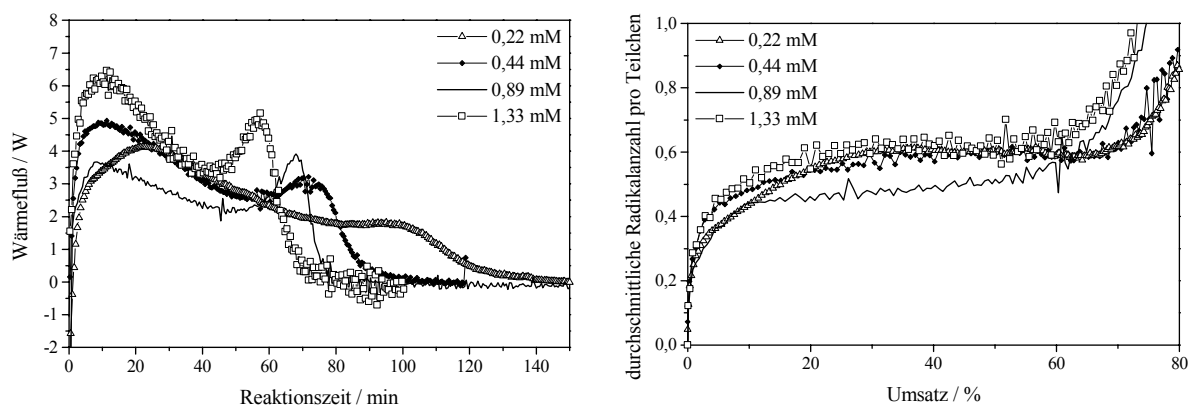 Wärmefluß / W
8
7
6
5
4
3
2
1
0
-1
-2
0 20 40 60 80 100 120 140
Reaktionszeit / min
0,22 mM
0,44 mM
0,89 mM
1,33 mM
durchschnittliche Radikalanzahl pro Teilchen
1,0
0,8
0,6
0,4
0,2
0,0
0 20 40 60 80
Umsatz / %
0,22 mM
0,44 mM
0,89 mM
1,33 mM